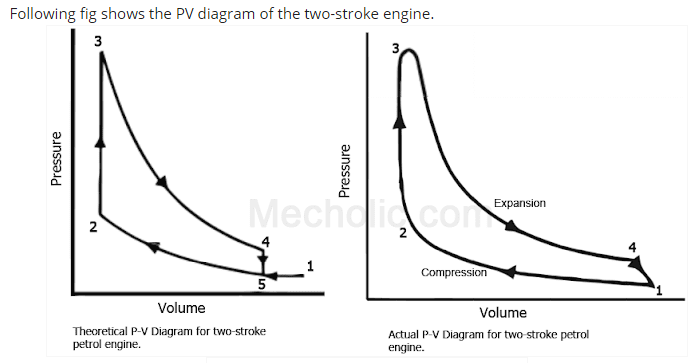 Following fig shows the PV diagram of the two-stroke engine.
3
Pressure
2
4
5
1
Volume
Theoretical P-V Diagram for two-stroke
petrol engine.
Mecholic.com
3
Pressure
2
Expansion
Compression
4
1
Volume
Actual P-V Diagram for two-stroke petrol
engine.